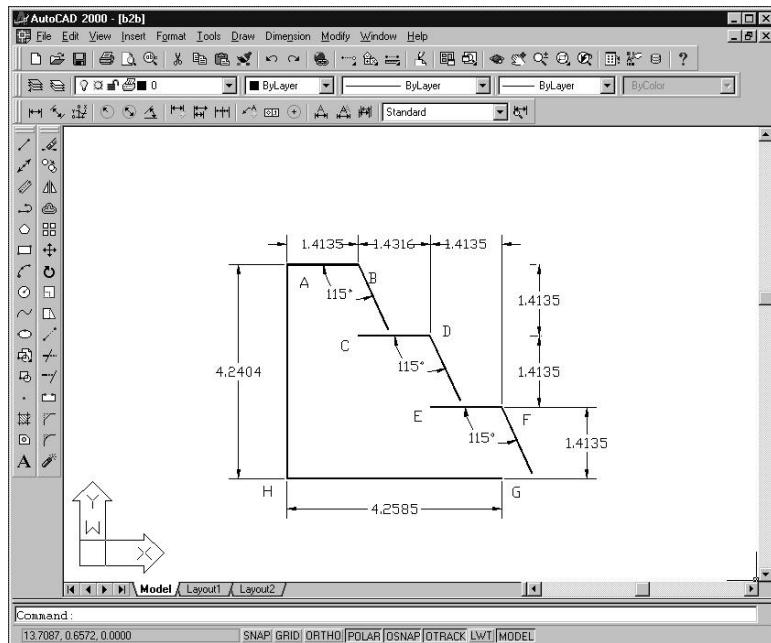 AutoCAD 2000 - [b2b]
File Edit View Insert Format Tools Draw Dimension Modify Window Help
0 ByLayer ByLayer ByLayer ByColor
Standard
1.4135 1.4316 1.4135
A B
115°
1.4135
C D
4.2404
115°
1.4135
E F
115°
1.4135
H G
4.2585
Y
W
X
A
Model Layout1 Layout2
Command:
13.7087, 0.6572, 0.0000 SNAP GRID ORTHO POLAR OSNAP OTRACK LWT MODEL